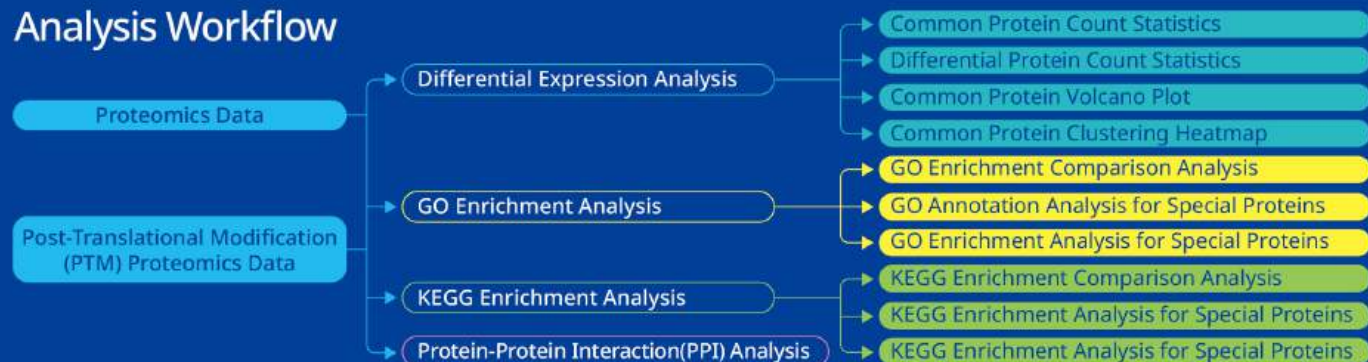 Analysis Workflow
Proteomics Data
Post-Translational Modification
(PTM) Proteomics Data
Differential Expression Analysis
GO Enrichment Analysis
KEGG Enrichment Analysis
Protein-Protein Interaction(PPI) Analysis
Common Protein Count Statistics
Differential Protein Count Statistics
Common Protein Volcano Plot
Common Protein Clustering Heatmap
GO Enrichment Comparison Analysis
GO Annotation Analysis for Special Proteins
GO Enrichment Analysis for Special Proteins
KEGG Enrichment Comparison Analysis
KEGG Enrichment Analysis for Special Proteins
KEGG Enrichment Analysis for Special Proteins